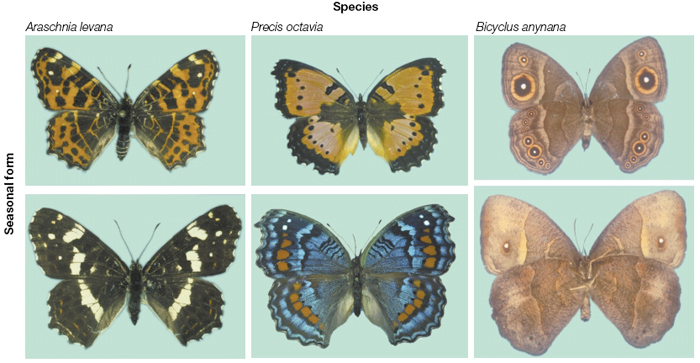 Species
Araschnia levana
Precis octavia
Bicyclus anynana
Seasonal form